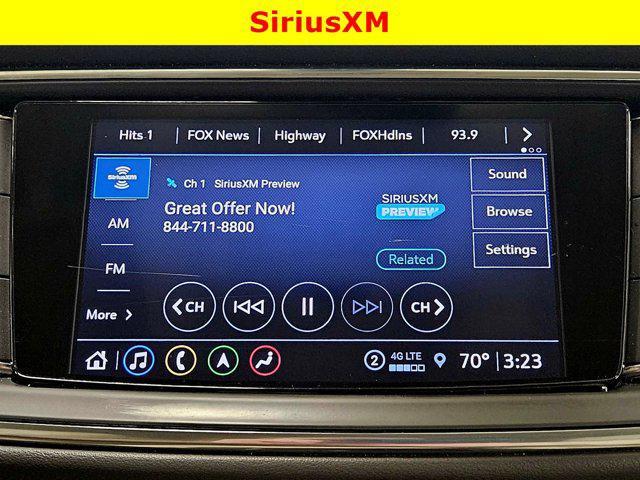 SiriusXM
Hits 1 | FOX News | Highway | FOXHdlns | 93.9
SiriusXM
Ch 1 SiriusXM Preview
Sound
Great Offer Now!
844-711-8800
SIRIUSXM
PREVIEW
AM
Browse
Related
Settings
FM
More
CH
CH
2 4G LTE 70° 3:23